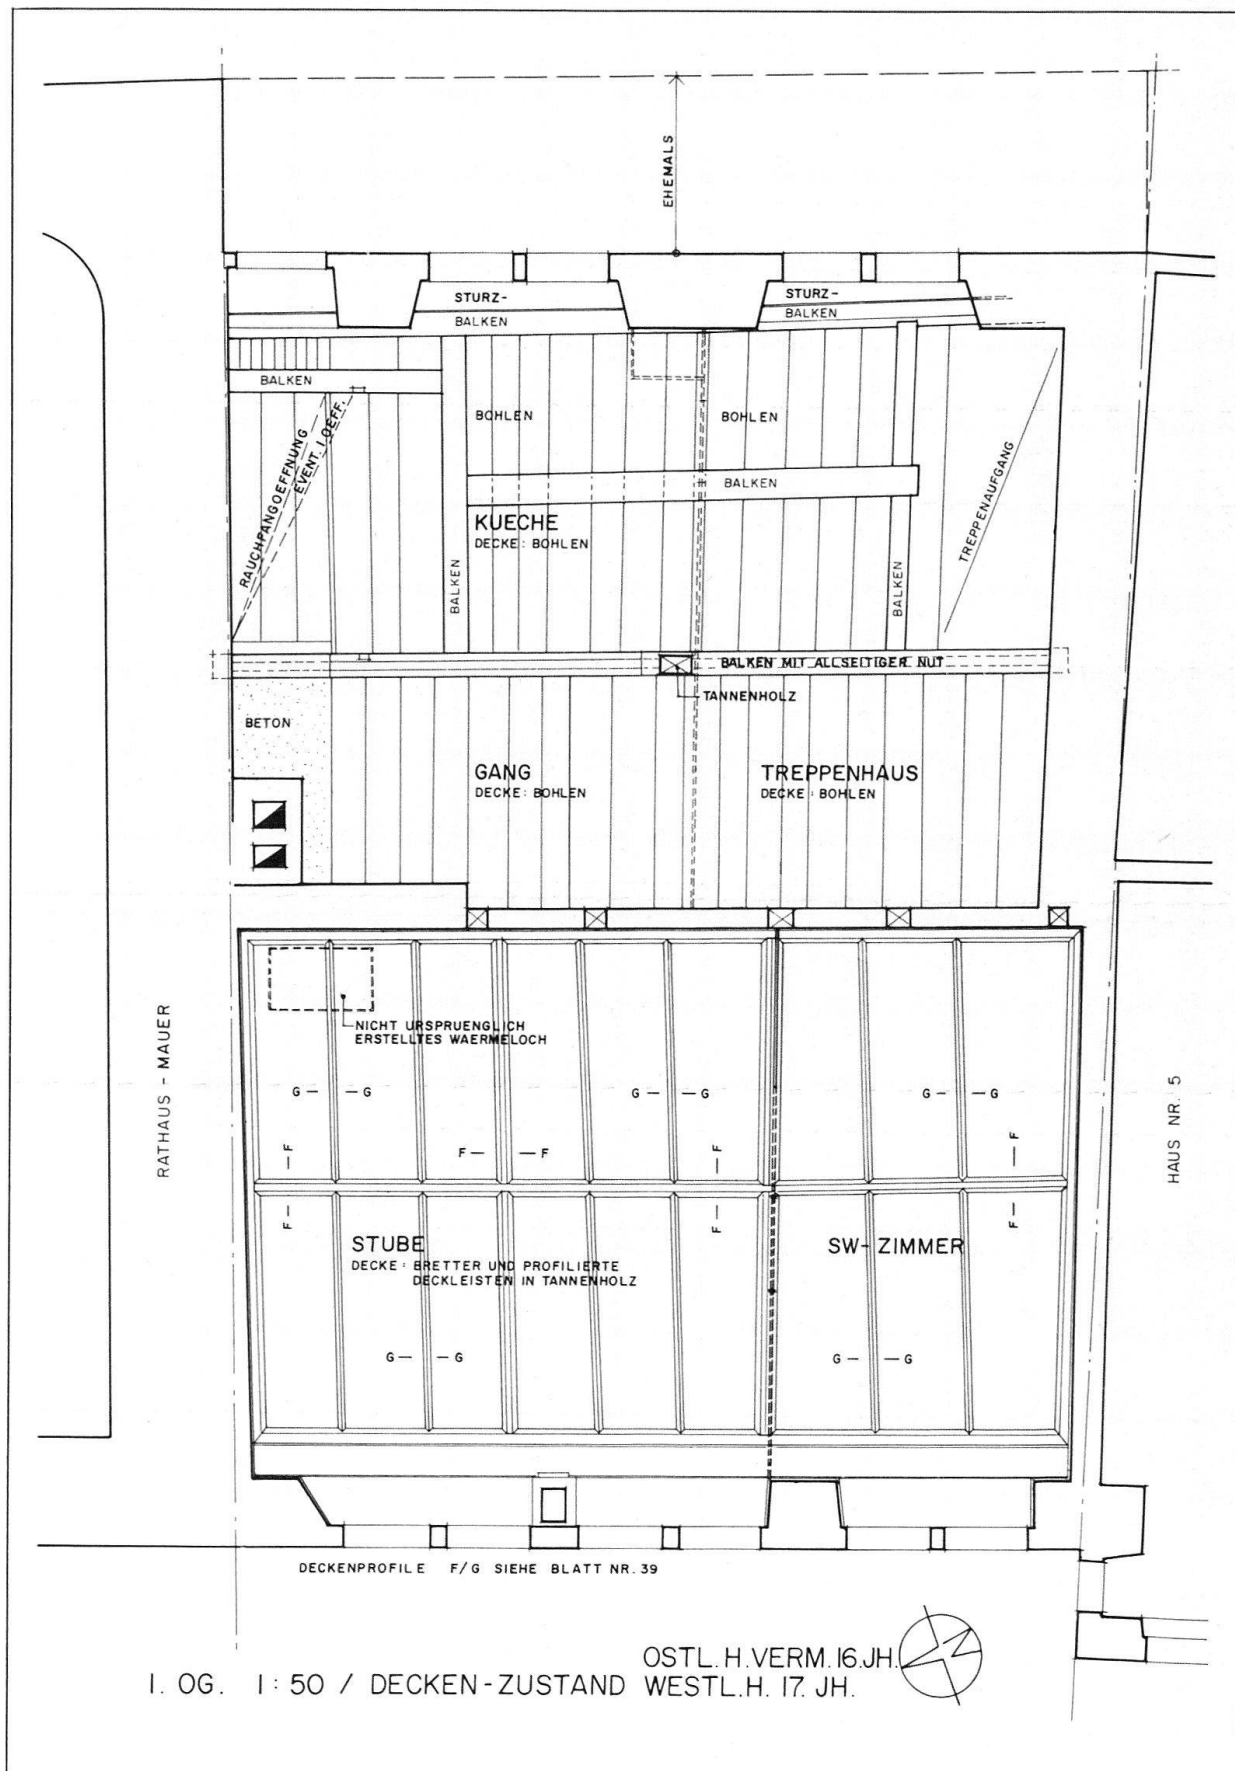 EHEMALS
STURZ-
BALKEN
STURZ-
BALKEN
BALKEN
BOHLEN
BOHLEN
RAUCHFANGOEFFNUNG
EVENT. 1 OEFF.
BALKEN
TREPPENAUFGANG
KUECHE
DECKE: BOHLEN
BALKEN
BALKEN
BALKEN MIT ALLSEITIGER NUT
TANNENHOLZ
BETON
GANG
DECKE: BOHLEN
TREPPENHAUS
DECKE: BOHLEN
RATHAUS - MAUER
NICHT URSPRUENGLICH
ERSTELLTES WAERMELOCH
HAUS NR. 5
G — — G
G — — G
G — — G
F — — F
F — F
F — F
F — F
STUBE
DECKE: BRETTER UND PROFILIERTE
DECKLEISTEN IN TANNENHOLZ
SW-ZIMMER
G — — G
G — — G
DECKENPROFILE F/G SIEHE BLATT NR. 39
OSTL. H. VERM. 16. JH.
1. OG. 1:50 / DECKEN-ZUSTAND WESTL. H. 17. JH.
N